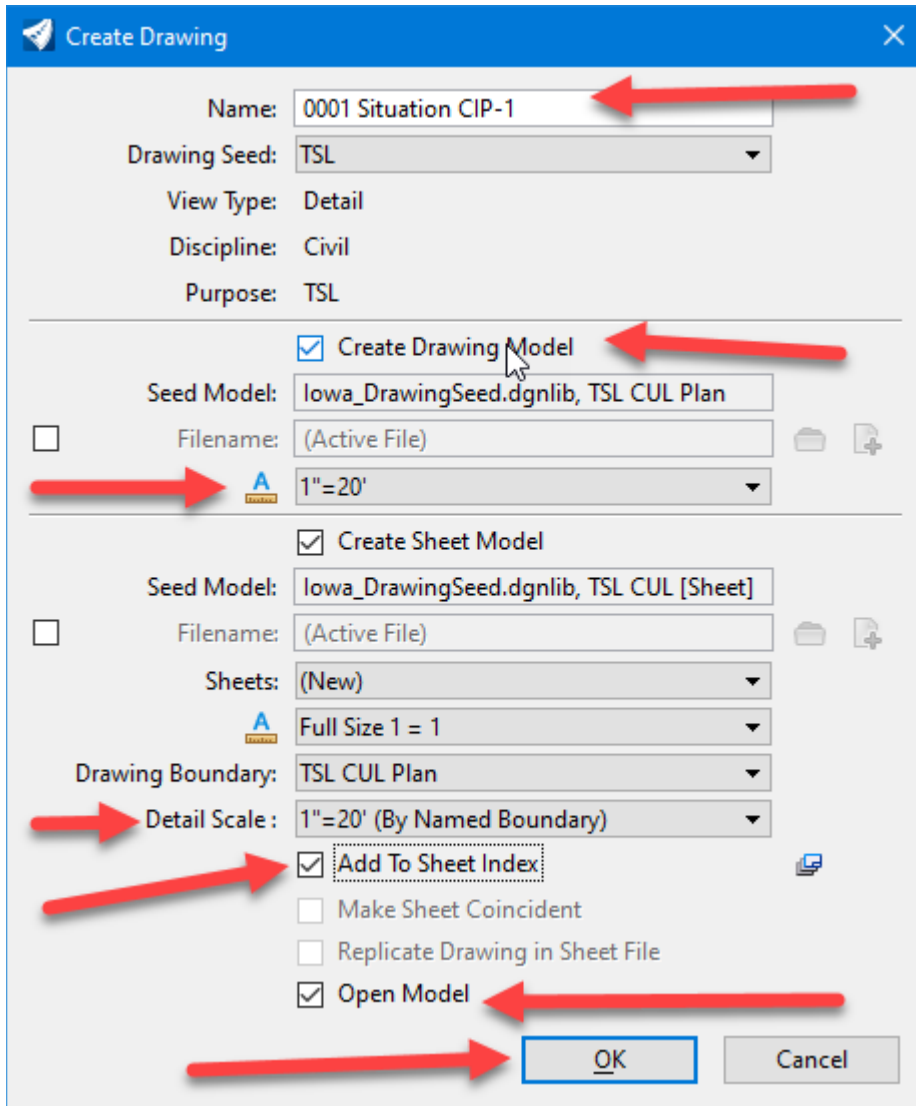 Create Drawing
Name: 0001 Situation CIP-1
Drawing Seed: TSL
View Type: Detail
Discipline: Civil
Purpose: TSL
Create Drawing Model
Seed Model: Iowa_DrawingSeed.dgnlib, TSL CUL Plan
Filename: (Active File)
A 1"=20'
Create Sheet Model
Seed Model: Iowa_DrawingSeed.dgnlib, TSL CUL [Sheet]
Filename: (Active File)
Sheets: (New)
A Full Size 1 = 1
Drawing Boundary: TSL CUL Plan
Detail Scale : 1"=20' (By Named Boundary)
Add To Sheet Index
Make Sheet Coincident
Replicate Drawing in Sheet File
Open Model
OK Cancel